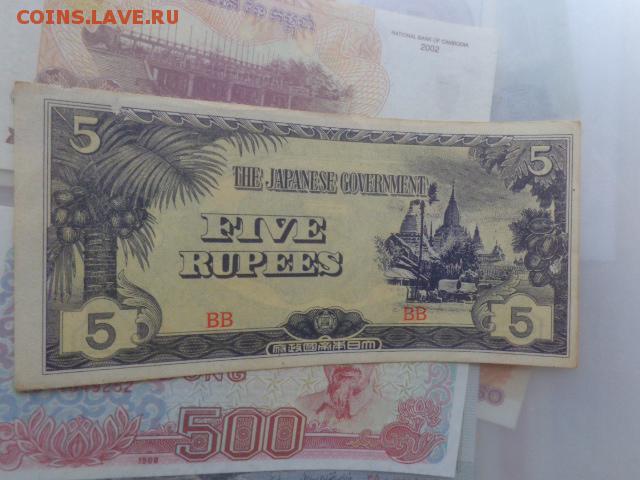 COINS.LAVE.RU
NATIONAL BANK OF CAMBODIA
2002
5
5
THE JAPANESE GOVERNMENT
FIVE
RUPEES
BB
BB
5
5
府政國帝本日大
500
1988